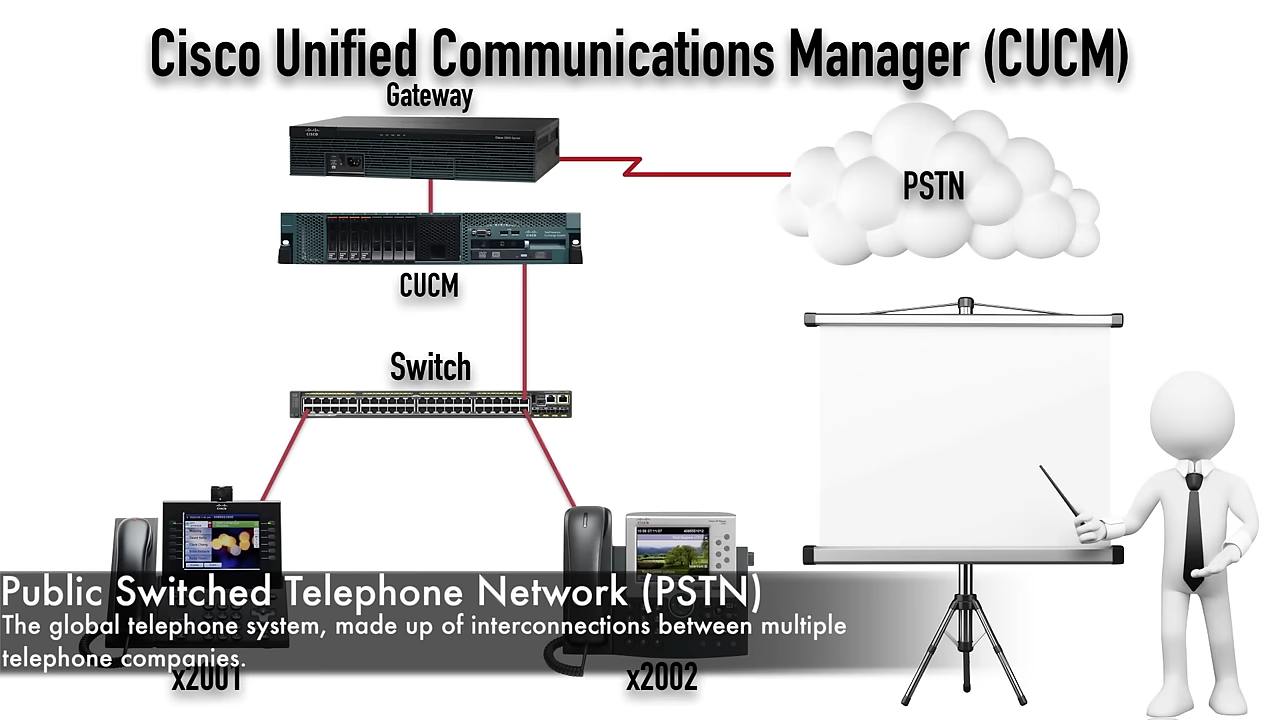 Cisco Unified Communications Manager (CUCM)
Gateway
CISCO
PSTN
CUCM
Switch
Public Switched Telephone Network (PSTN)
The global telephone system, made up of interconnections between multiple
telephone companies.
x2001
x2002